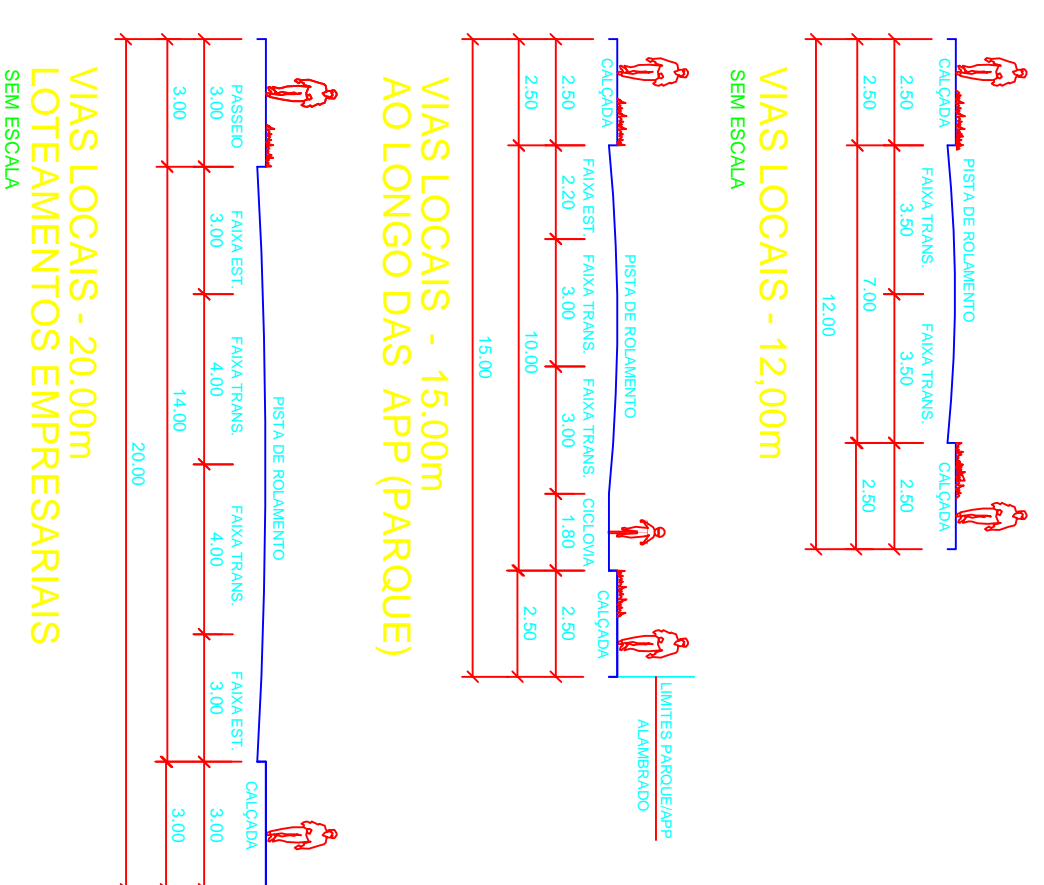 CALÇADA
PISTA DE ROLAMENTO
CALÇADA
FAIXA TRANS.
FAIXA TRANS.
2.50
3.50
3.50
2.50
2.50
7.00
2.50
12.00
VIAS LOCAIS - 12,00m
SEM ESCALA
LIMITES PARQUE/APP
ALAMBRADO
PISTA DE ROLAMENTO
CALÇADA
FAIXA EST.
FAIXA TRANS.
FAIXA TRANS.
CICLOVIA
CALÇADA
2.50
2.20
3.00
3.00
1.80
2.50
2.50
10.00
2.50
15.00
VIAS LOCAIS - 15.00m
AO LONGO DAS APP (PARQUE)
PISTA DE ROLAMENTO
PASSEIO
FAIXA EST.
FAIXA TRANS.
FAIXA TRANS.
FAIXA EST.
CALÇADA
3.00
3.00
4.00
4.00
3.00
3.00
3.00
14.00
3.00
20.00
VIAS LOCAIS - 20.00m
LOTEAMENTOS EMPRESARIAIS
SEM ESCALA